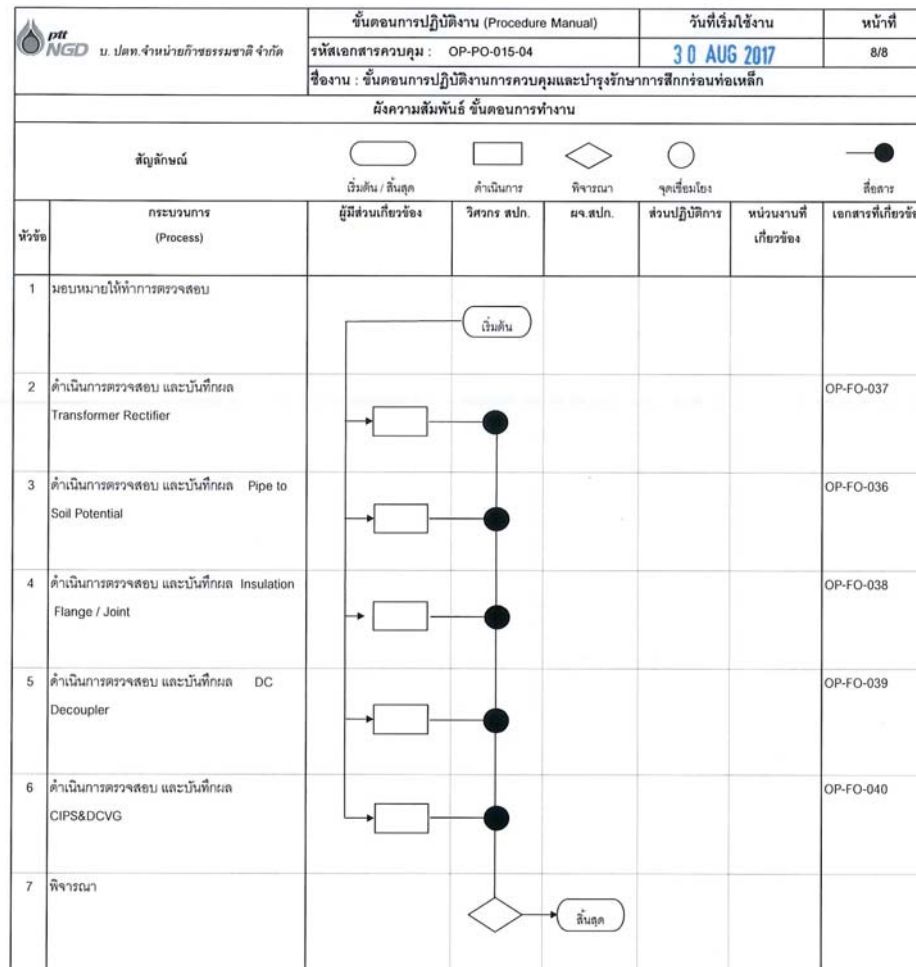 ptt
NGD บ. ปตท.จำหน่ายก๊าซธรรมชาติ จำกัด
ขั้นตอนการปฏิบัติงาน (Procedure Manual)
วันที่เริ่มใช้งาน
หน้าที่
รหัสเอกสารควบคุม : OP-PO-015-04
30 AUG 2017
8/8
ชื่องาน : ขั้นตอนการปฏิบัติงานการควบคุมและบำรุงรักษาการสึกกร่อนท่อเหล็ก
ผังความสัมพันธ์ ขั้นตอนการทำงาน
สัญลักษณ์
เริ่มต้น / สิ้นสุด
ดำเนินการ
พิจารณา
จุดเชื่อมโยง
สื่อสาร
หัวข้อ
กระบวนการ
(Process)
ผู้มีส่วนเกี่ยวข้อง
วิศวกร สปก.
ผจ.สปก.
ส่วนปฏิบัติการ
หน่วนงานที่
เกี่ยวข้อง
เอกสารที่เกี่ยวข้อ
1 มอบหมายให้ทำการตรวจสอบ
เริ่มต้น
2 ดำเนินการตรวจสอบ และบันทึกผล
Transformer Rectifier
OP-FO-037
3 ดำเนินการตรวจสอบ และบันทึกผล Pipe to
Soil Potential
OP-FO-036
4 ดำเนินการตรวจสอบ และบันทึกผล Insulation
Flange / Joint
OP-FO-038
5 ดำเนินการตรวจสอบ และบันทึกผล DC
Decoupler
OP-FO-039
6 ดำเนินการตรวจสอบ และบันทึกผล
CIPS&DCVG
OP-FO-040
7 พิจารณา
สิ้นสุด